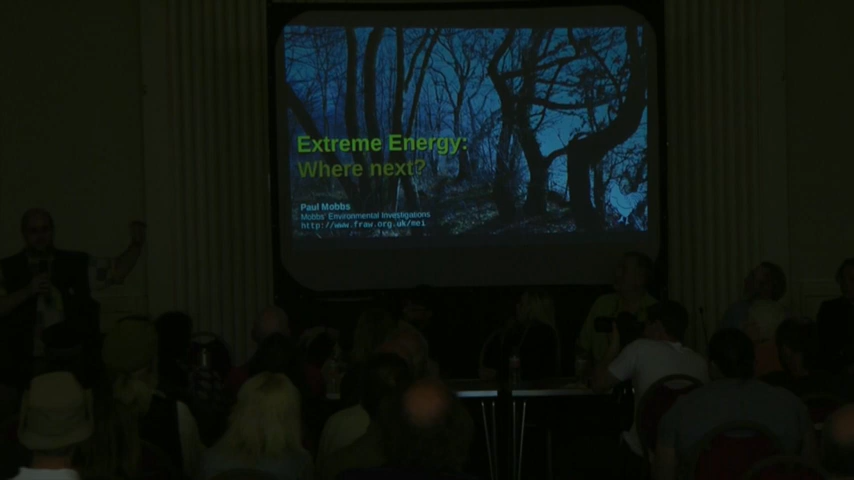 Extreme Energy:
Where next?
Paul Mobbs
Mobbs' Environmental Investigations
http://www.fraw.org.uk/mei